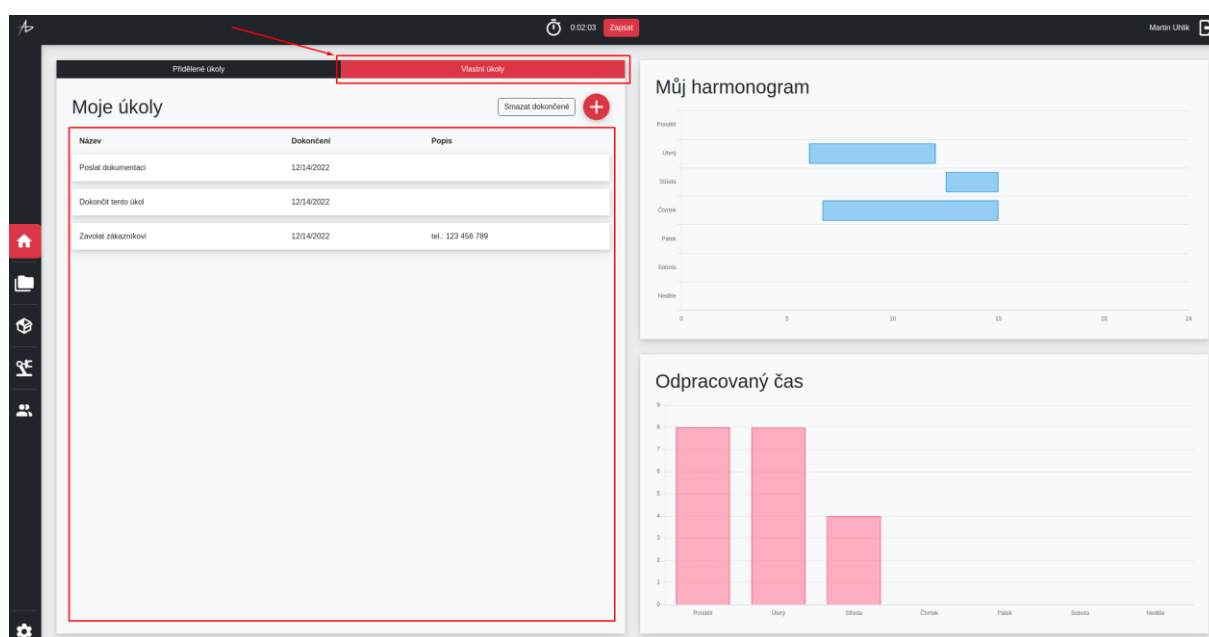 0:02:03 Zapsat Martin Uhlik
Přidělené úkoly Vlastní úkoly
Moje úkoly Smazat dokončené
Název Dokončení Popis
Poslat dokumentaci 12/14/2022
Dokončit tento úkol 12/14/2022
Zavolat zákazníkovi 12/14/2022 tel.: 123 456 789
Můj harmonogram
Pondělí
Úterý
Středa
Čtvrtek
Pátek
Sobota
Neděle
0 5 10 15 20 24
Odpracovaný čas
9
8
7
6
5
4
3
2
1
0
Pondělí Úterý Středa Čtvrtek Pátek Sobota Neděle